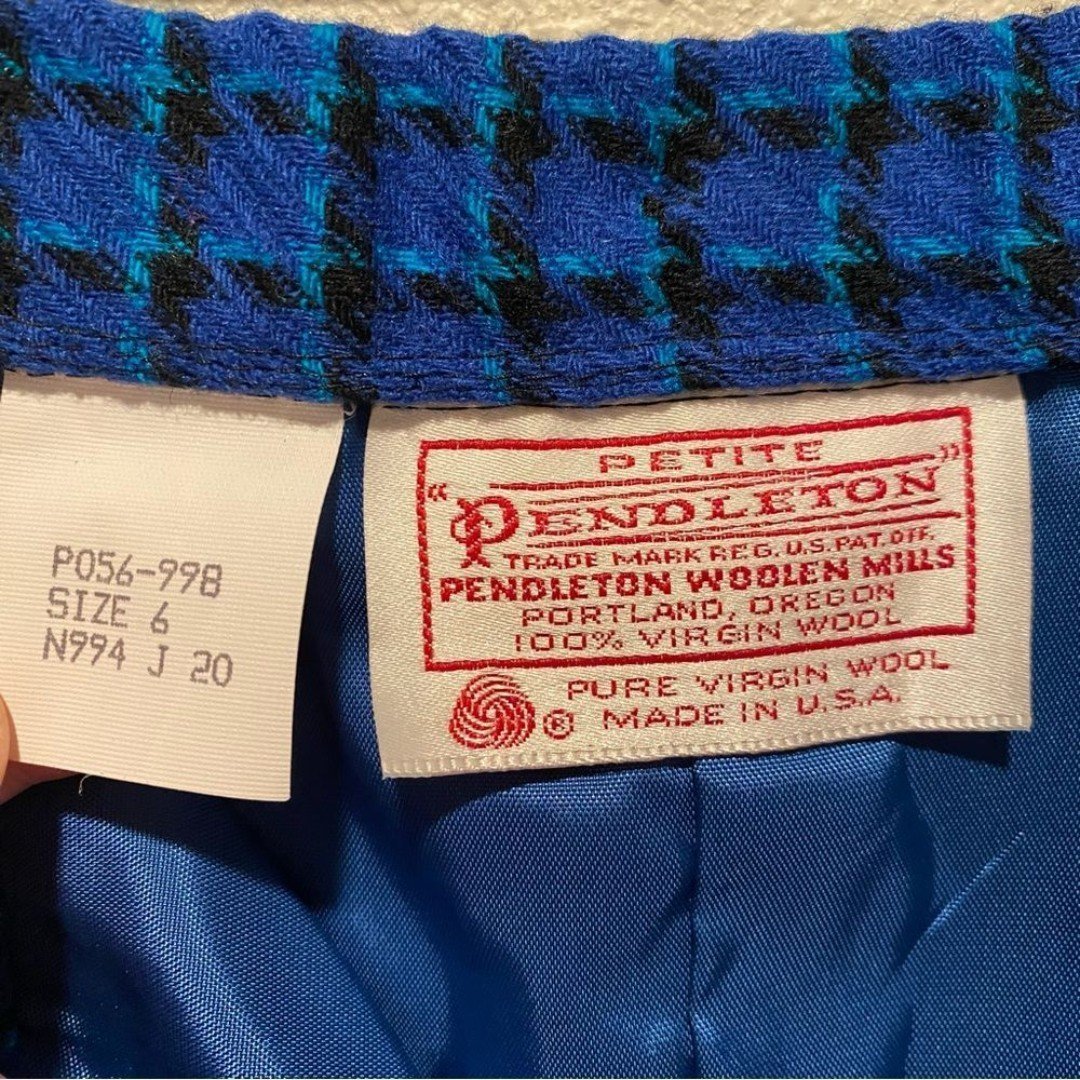 P056-998
SIZE 6
N994 J 20
PETITE
"PENDLETON"
TRADE MARK REG. U.S. PAT. OFF.
PENDLETON WOOLEN MILLS
PORTLAND, OREGON
100% VIRGIN WOOL
PURE VIRGIN WOOL
® MADE IN U.S.A.